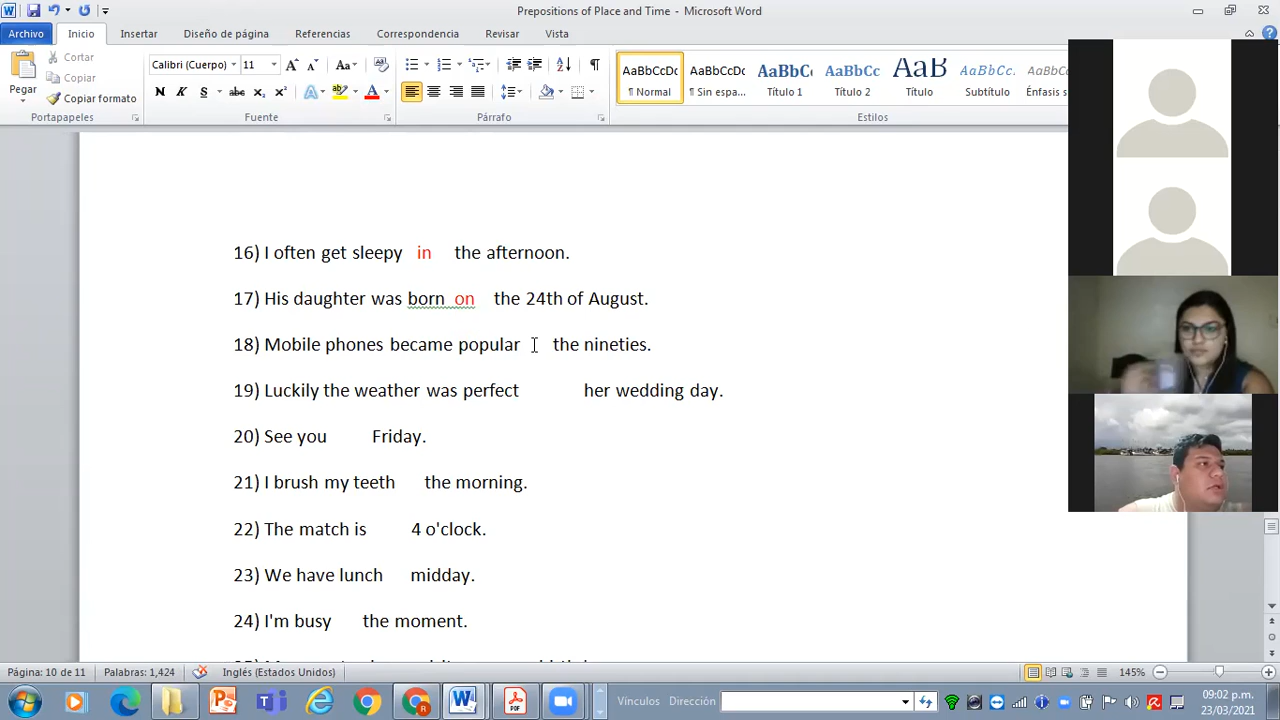 Prepositions of Place and Time - Microsoft Word
Archivo Inicio Insertar Diseño de página Referencias Correspondencia Revisar Vista
Pegar
Cortar
Copiar
Copiar formato
Portapapeles
Calibri (Cuerpo) 11
Fuente
Párrafo
AaBbCcDc AaBbCcDc AaBbC AaBbCc AaB AaBbCc. AaBbCc
¶ Normal ¶ Sin espa... Título 1 Título 2 Título Subtítulo Énfasis s
Estilos
16) I often get sleepy in the afternoon.
17) His daughter was born on the 24th of August.
18) Mobile phones became popular the nineties.
19) Luckily the weather was perfect her wedding day.
20) See you Friday.
21) I brush my teeth the morning.
22) The match is 4 o'clock.
23) We have lunch midday.
24) I'm busy the moment.
Página: 10 de 11 Palabras: 1,424 Inglés (Estados Unidos) 145%
Vínculos Dirección
09:02 p.m.
23/03/2021